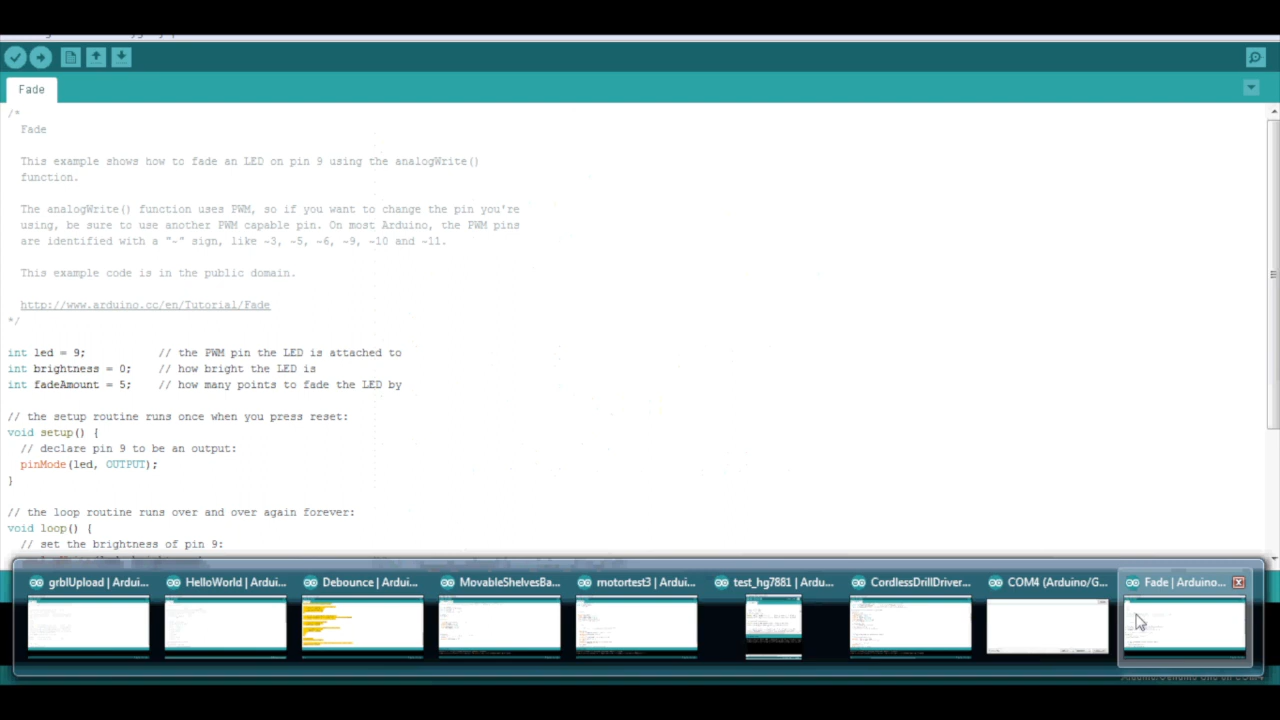 Fade
/*
Fade
This example shows how to fade an LED on pin 9 using the analogWrite()
function.
The analogWrite() function uses PWM, so if you want to change the pin you're
using, be sure to use another PWM capable pin. On most Arduino, the PWM pins
are identified with a "~" sign, like ~3, ~5, ~6, ~9, ~10 and ~11.
This example code is in the public domain.
http://www.arduino.cc/en/Tutorial/Fade
*/
int led = 9; // the PWM pin the LED is attached to
int brightness = 0; // how bright the LED is
int fadeAmount = 5; // how many points to fade the LED by
// the setup routine runs once when you press reset:
void setup() {
// declare pin 9 to be an output:
pinMode(led, OUTPUT);
}
// the loop routine runs over and over again forever:
void loop() {
// set the brightness of pin 9:
grblUpload | Ardui... HelloWorld | Ardui... Debounce | Ardui... MovableShelvesBa... motortest3 | Ardui... test_hg7881 | Ardu... CordlessDrillDriver... COM4 (Arduino/G... Fade | Arduino...